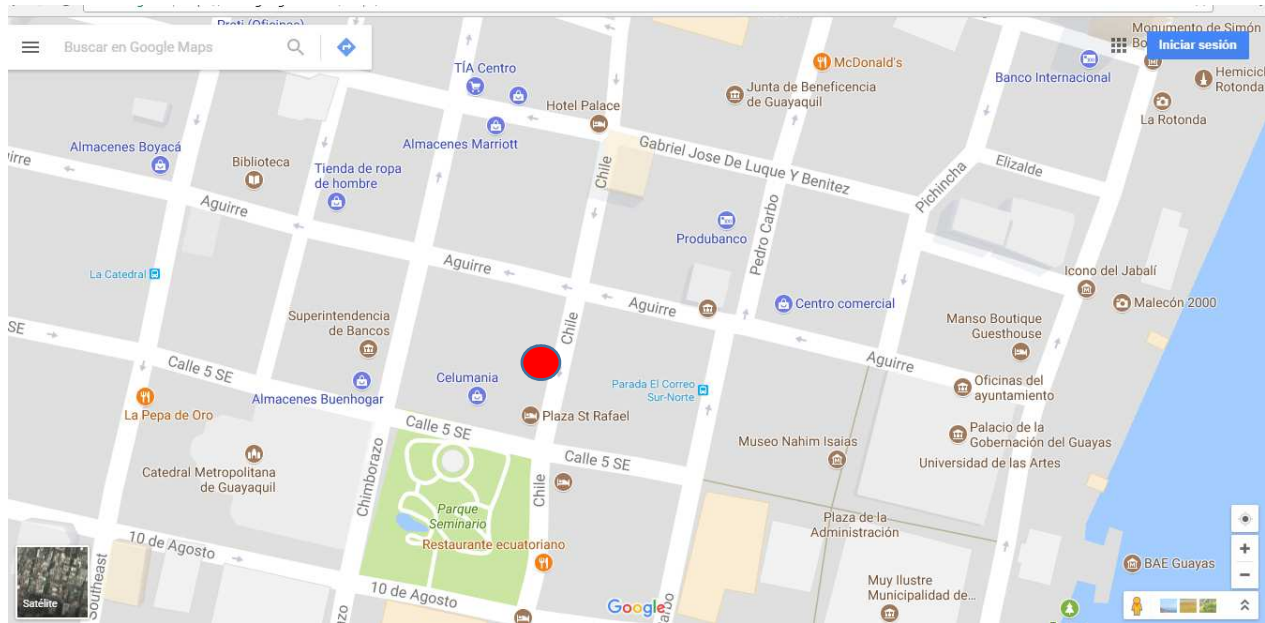 Buscar en Google Maps
Iniciar sesión
Monumento de Simón
McDonald's
Banco Internacional
Hemicicl
Rotonda
TÍA Centro
Junta de Beneficencia
de Guayaquil
Hotel Palace
La Rotonda
Almacenes Boyacá
Almacenes Marriott
Gabriel Jose De Luque Y Benitez
irre
Biblioteca
Tienda de ropa
de hombre
Chile
Elizalde
Pichincha
Aguirre
Pedro Carbo
Produbanco
La Catedral
Aguirre
Icono del Jabalí
Aguirre
Centro comercial
Malecón 2000
Superintendencia
de Bancos
Chile
Manso Boutique
Guesthouse
SE
Calle 5 SE
Aguirre
Celumania
Parada El Correo
Sur-Norte
Oficinas del
ayuntamiento
Almacenes Buenhogar
La Pepa de Oro
Plaza St Rafael
Calle 5 SE
Palacio de la
Gobernación del Guayas
Museo Nahim Isaias
Calle 5 SE
Universidad de las Artes
Catedral Metropolitana
de Guayaquil
Chimborazo
Chile
Parque
Seminario
Plaza de la
Administración
10 de Agosto
Restaurante ecuatoriano
BAE Guayas
Southeast
10 de Agosto
Muy Ilustre
Municipalidad de...
Satélite
Google